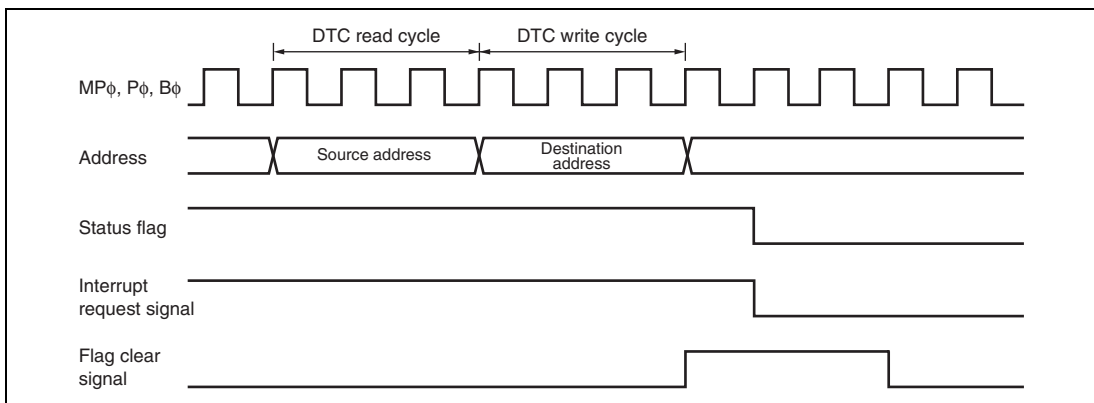 DTC read cycle
DTC write cycle
MPϕ, Pϕ, Bϕ
Address
Source address
Destination
address
Status flag
Interrupt
request signal
Flag clear
signal